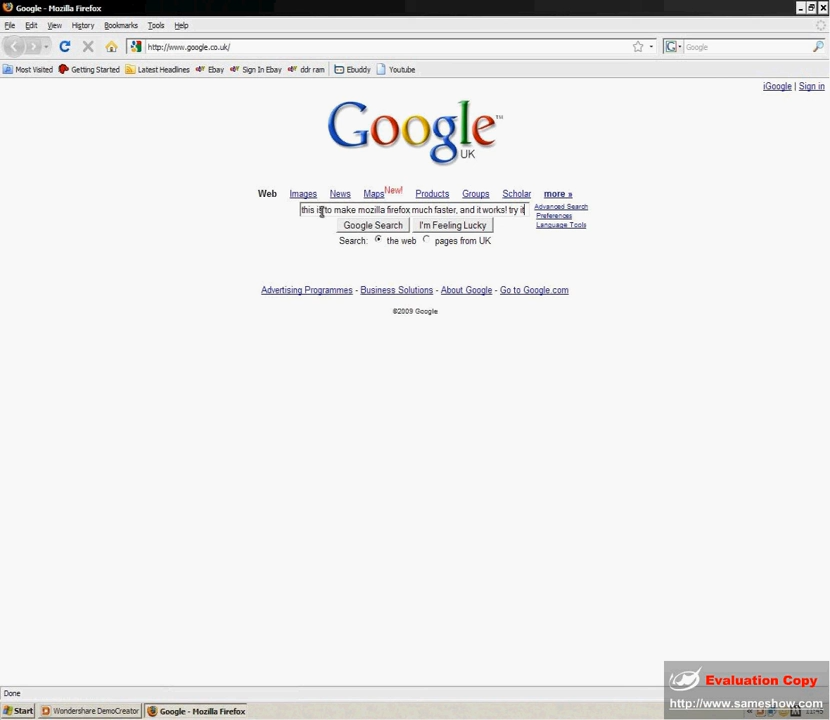 Google - Mozilla Firefox
File Edit View History Bookmarks Tools Help
http://www.google.co.uk/
Google
Most Visited Getting Started Latest Headlines Ebay Sign In Ebay ddr ram Ebuddy Youtube
iGoogle | Sign in
Google™
UK
Web Images News Maps New! Products Groups Scholar more »
this is to make mozilla firefox much faster, and it works! try it
Advanced Search
Preferences
Language Tools
Google Search I'm Feeling Lucky
Search: the web pages from UK
Advertising Programmes - Business Solutions - About Google - Go to Google.com
©2009 Google
Done
Evaluation Copy
http://www.sameshow.com
Start Wondershare DemoCreator Google - Mozilla Firefox